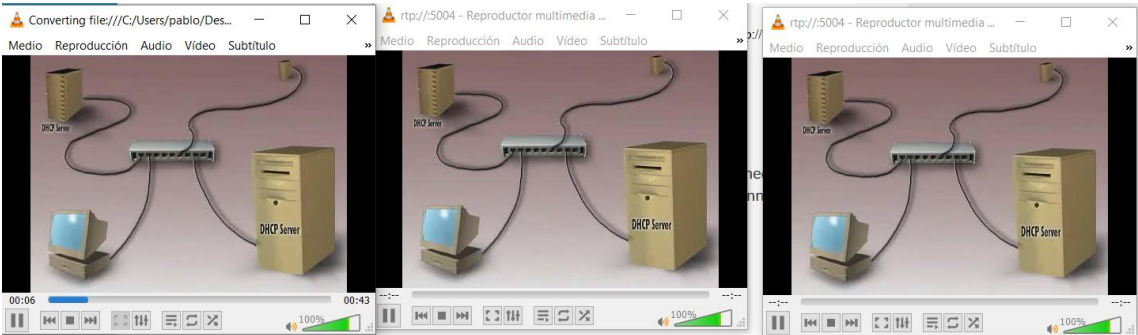 Converting file:///C:/Users/pablo/Des...
Medio Reproducción Audio Vídeo Subtítulo »
DHCP Server
DHCP Server
00:06 00:43
100%
rtp://:5004 - Reproductor multimedia ...
Medio Reproducción Audio Vídeo Subtítulo »
DHCP Server
DHCP Server
--:-- --:--
100%
rtp://:5004 - Reproductor multimedia ...
Medio Reproducción Audio Vídeo Subtítulo »
DHCP Server
DHCP Server
--:-- --:--
100%